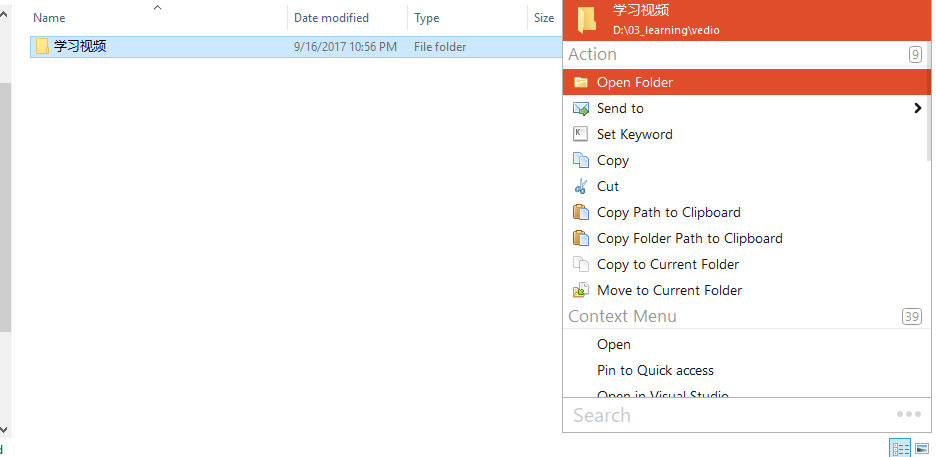 Name Date modified Type Size
学习视频 9/16/2017 10:56 PM File folder
学习视频
D:\03_learning\vedio
Action 9
Open Folder
Send to
Set Keyword
Copy
Cut
Copy Path to Clipboard
Copy Folder Path to Clipboard
Copy to Current Folder
Move to Current Folder
Context Menu 39
Open
Pin to Quick access
Open in Visual Studio
Search
d